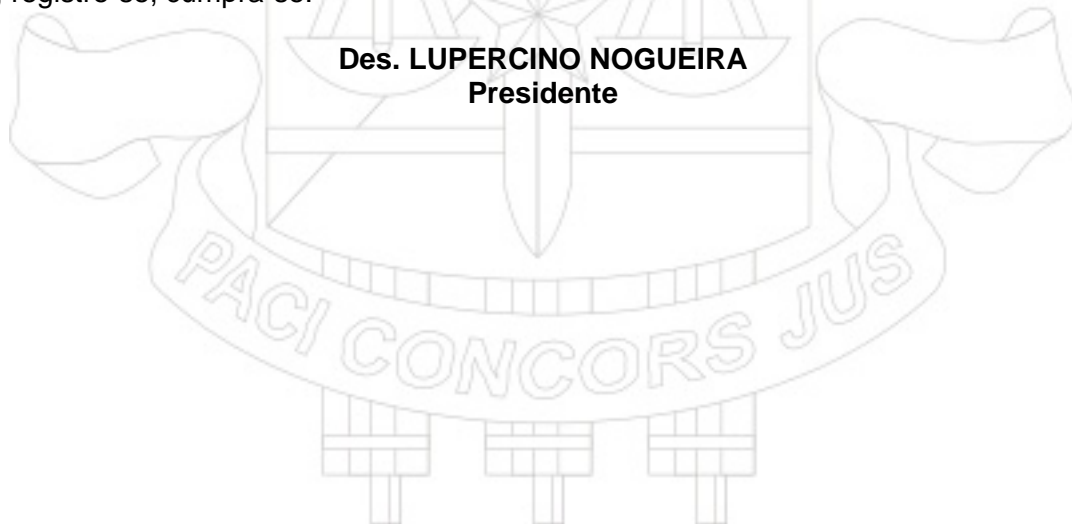 registre-se, cumpra-se.
Des. LUPERCINO NOGUEIRA
Presidente
PACI CONCORS JUS